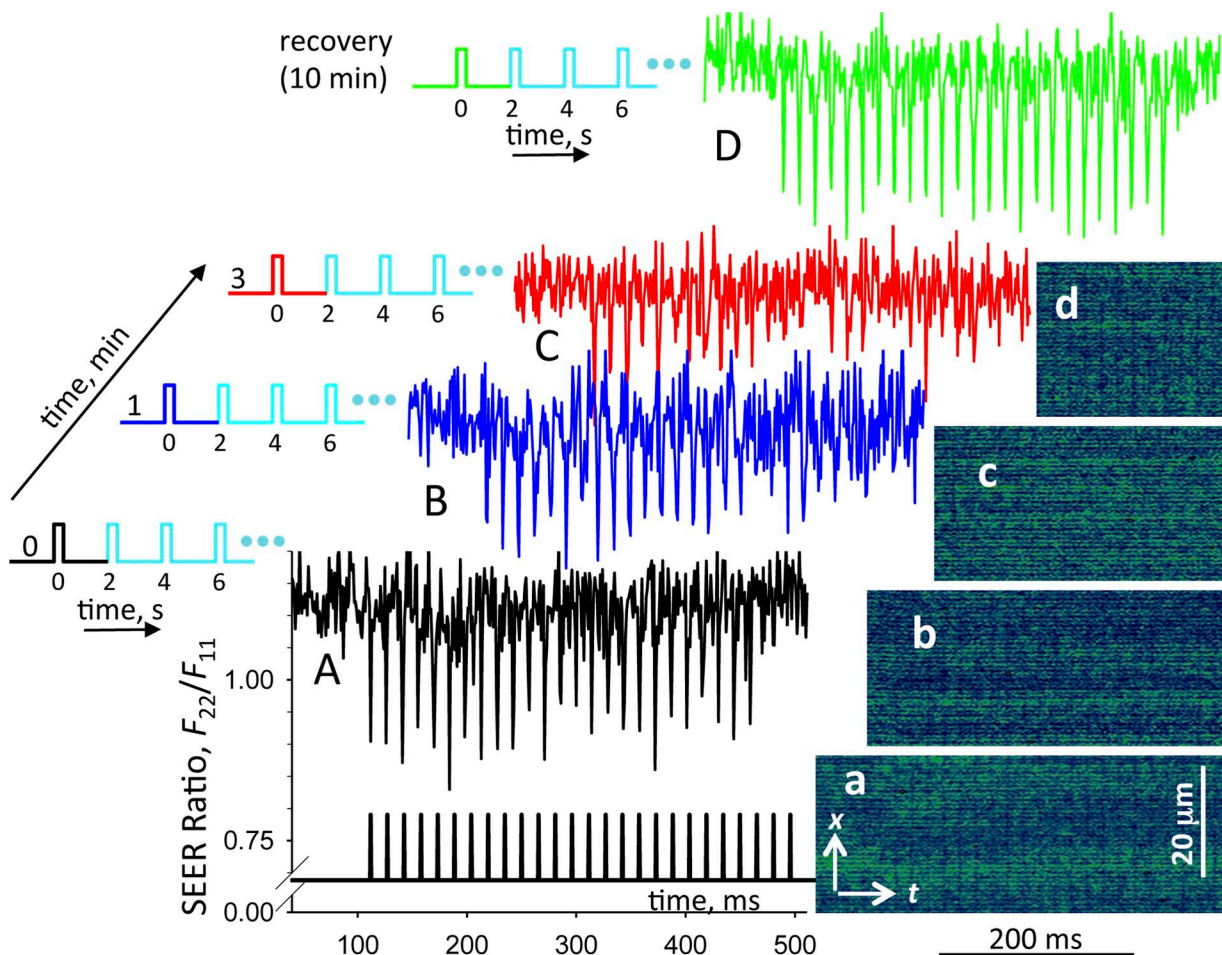 recovery
(10 min)
0 2 4 6
time, s
D
3
0 2 4 6
C
d
time, min
1
0 2 4 6
B
c
0
0 2 4 6
time, s
A
b
SEER Ratio, F22/F11
1.00
0.75
0.00
time, ms
100 200 300 400 500
a
x
t
20 µm
200 ms